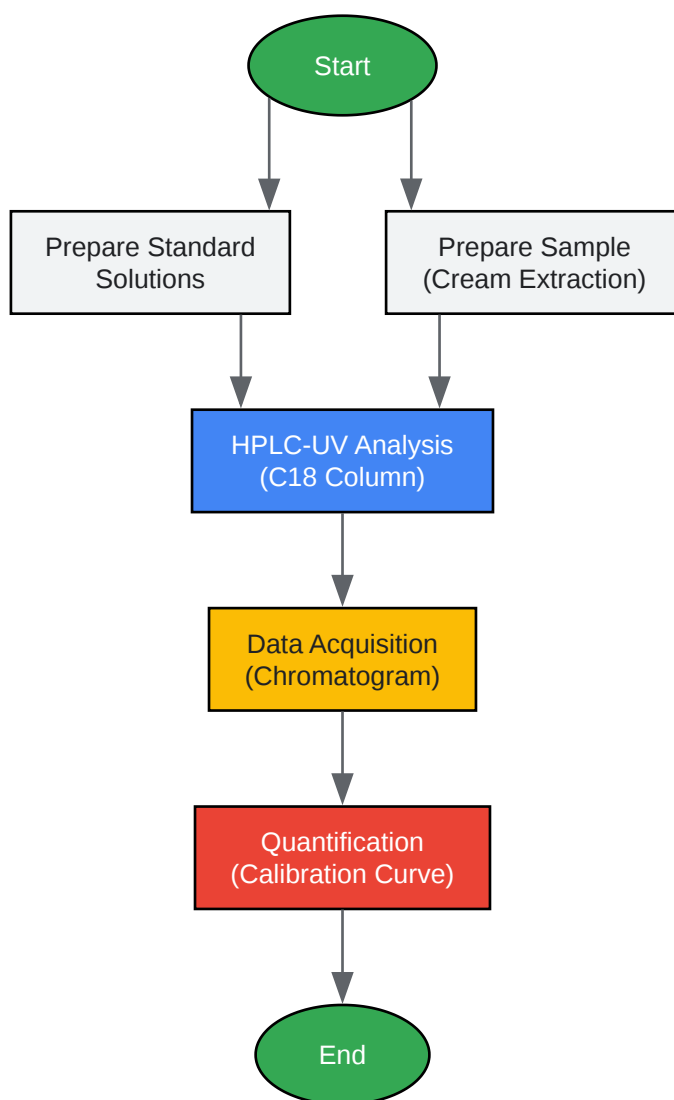 Start
Prepare Standard
Solutions
Prepare Sample
(Cream Extraction)
HPLC-UV Analysis
(C18 Column)
Data Acquisition
(Chromatogram)
Quantification
(Calibration Curve)
End